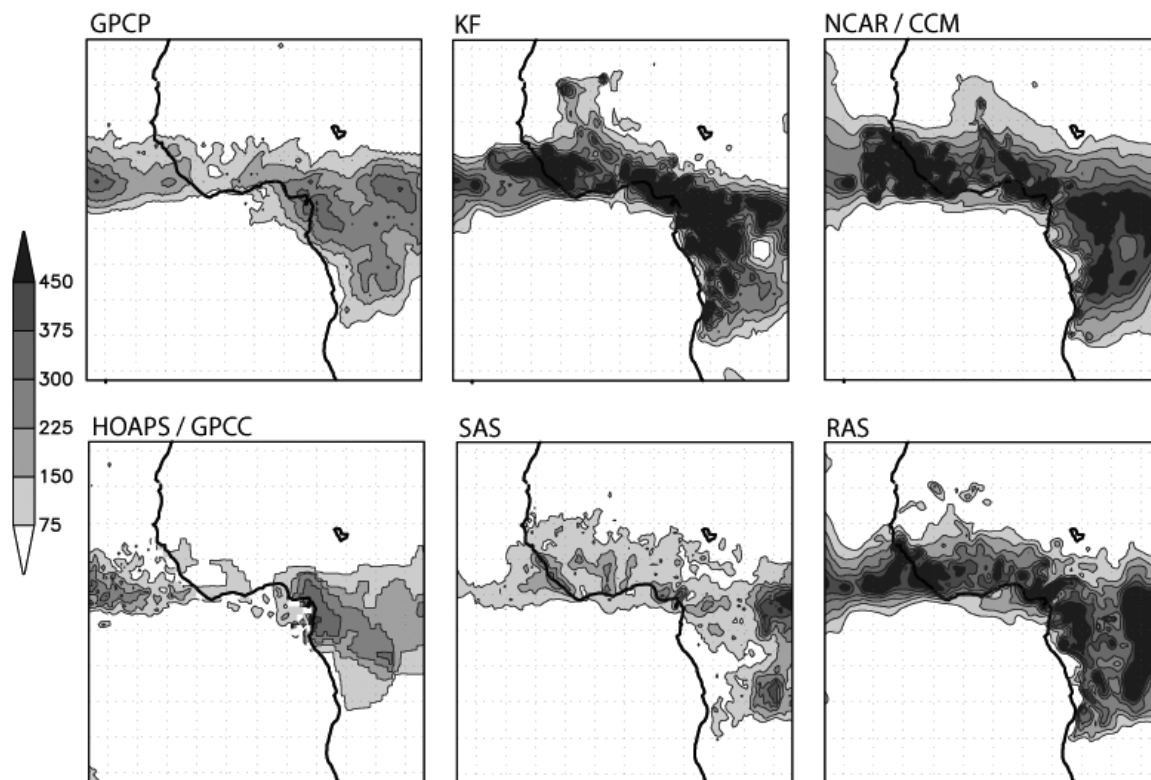 GPCP
KF
NCAR / CCM
450
375
300
225
150
75
HOAPS / GPCC
SAS
RAS